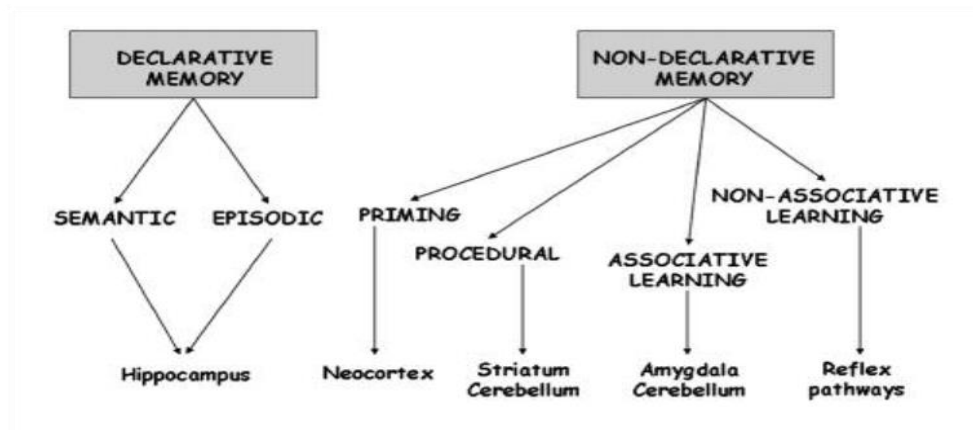 DECLARATIVE
MEMORY
NON-DECLARATIVE
MEMORY
SEMANTIC
EPISODIC
PRIMING
PROCEDURAL
ASSOCIATIVE
LEARNING
NON-ASSOCIATIVE
LEARNING
Hippocampus
Neocortex
Striatum
Cerebellum
Amygdala
Cerebellum
Reflex
pathways